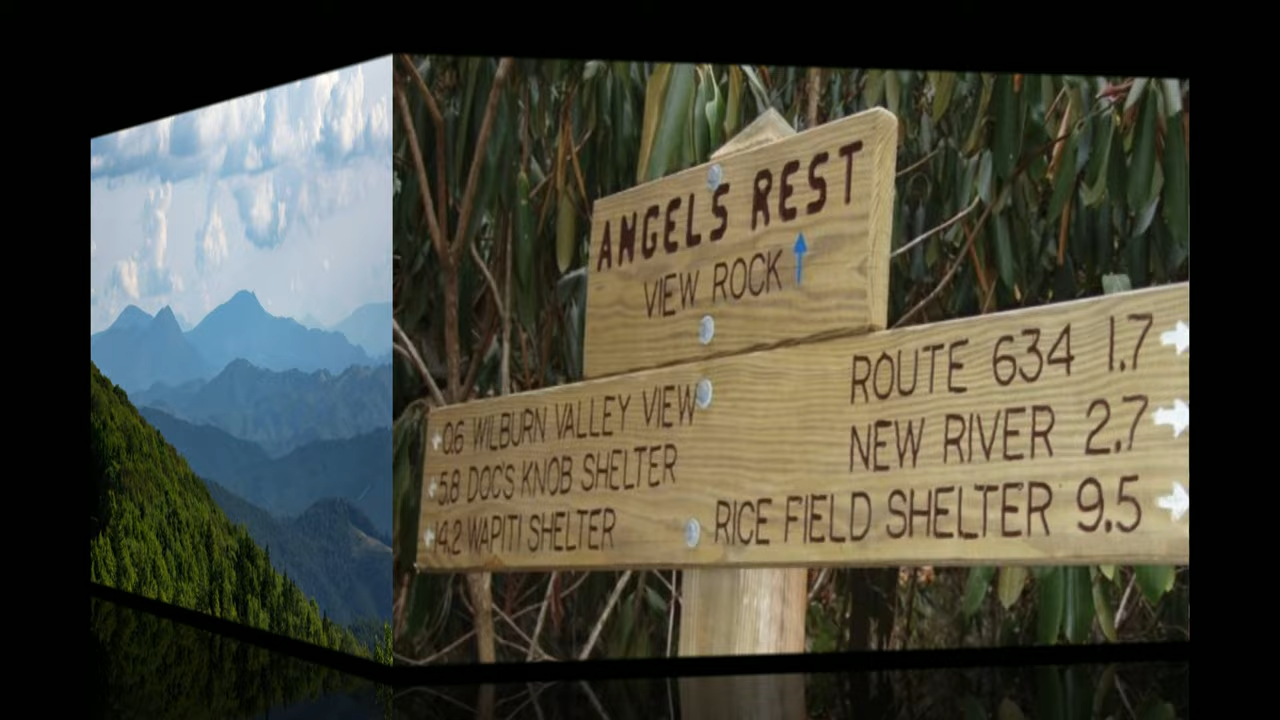 ANGELS REST
VIEW ROCK
0.6 WILBURN VALLEY VIEW
5.8 DOC'S KNOB SHELTER
14.2 WAPITI SHELTER
ROUTE 634 1.7
NEW RIVER 2.7
RICE FIELD SHELTER 9.5